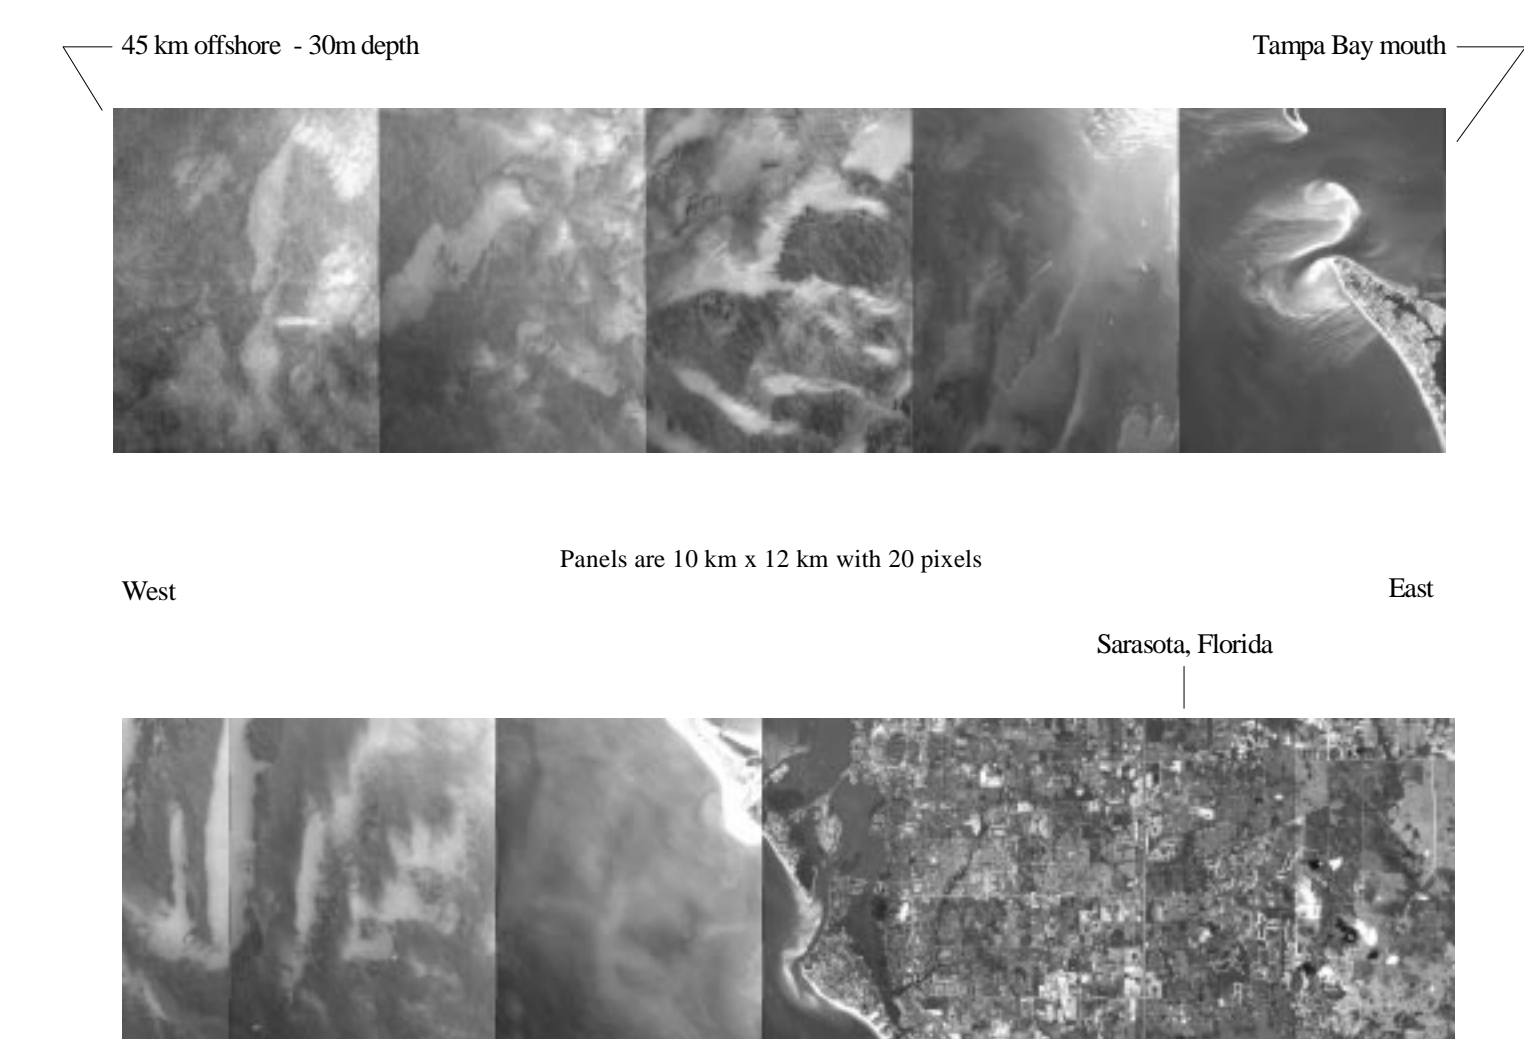 45 km offshore - 30m depth
Tampa Bay mouth
Panels are 10 km x 12 km with 20 pixels
West
East
Sarasota, Florida